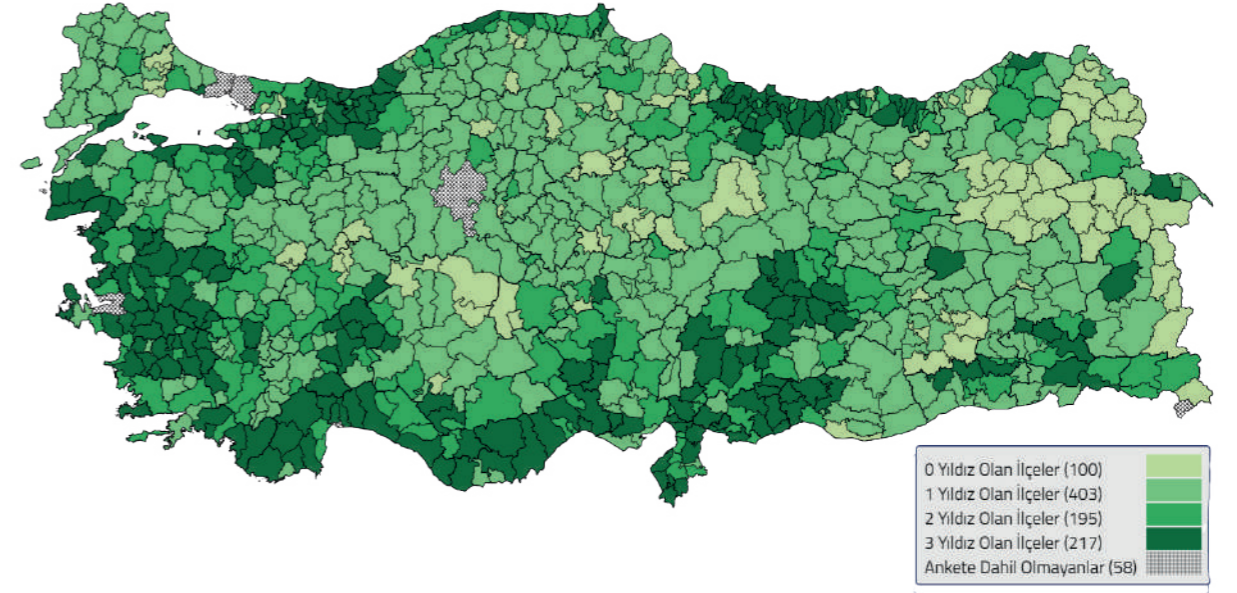 0 Yıldız Olan İlçeler (100)
1 Yıldız Olan İlçeler (403)
2 Yıldız Olan İlçeler (195)
3 Yıldız Olan İlçeler (217)
Ankete Dahil Olmayanlar (58)